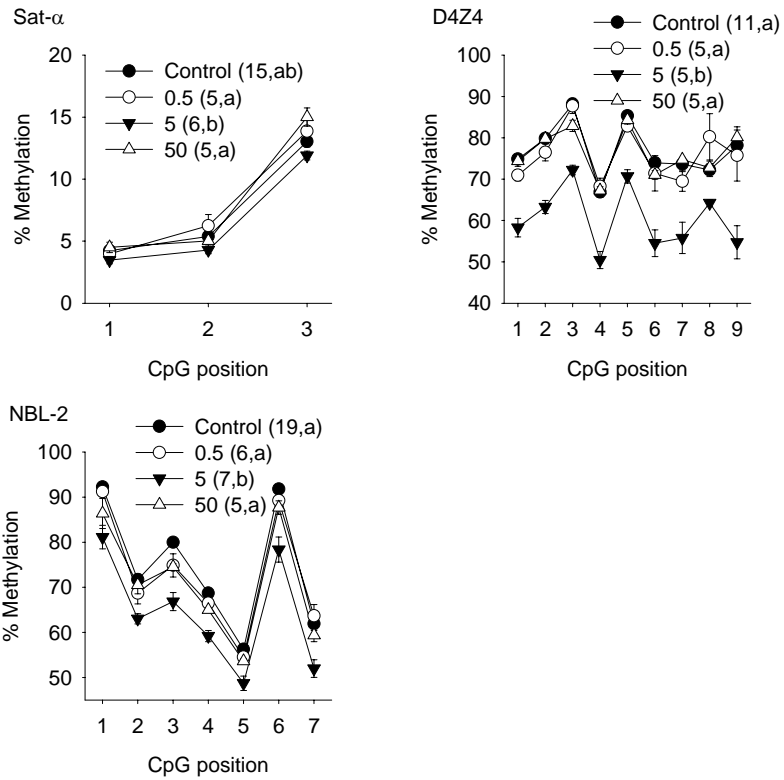 Sat-α
Control (15,ab)
0.5 (5,a)
5 (6,b)
50 (5,a)
20
15
10
5
0
% Methylation
1 2 3
CpG position
D4Z4
Control (11,a)
0.5 (5,a)
5 (5,b)
50 (5,a)
100
90
80
70
60
50
40
% Methylation
1 2 3 4 5 6 7 8 9
CpG position
NBL-2
Control (19,a)
0.5 (6,a)
5 (7,b)
50 (5,a)
100
90
80
70
60
50
% Methylation
1 2 3 4 5 6 7
CpG position